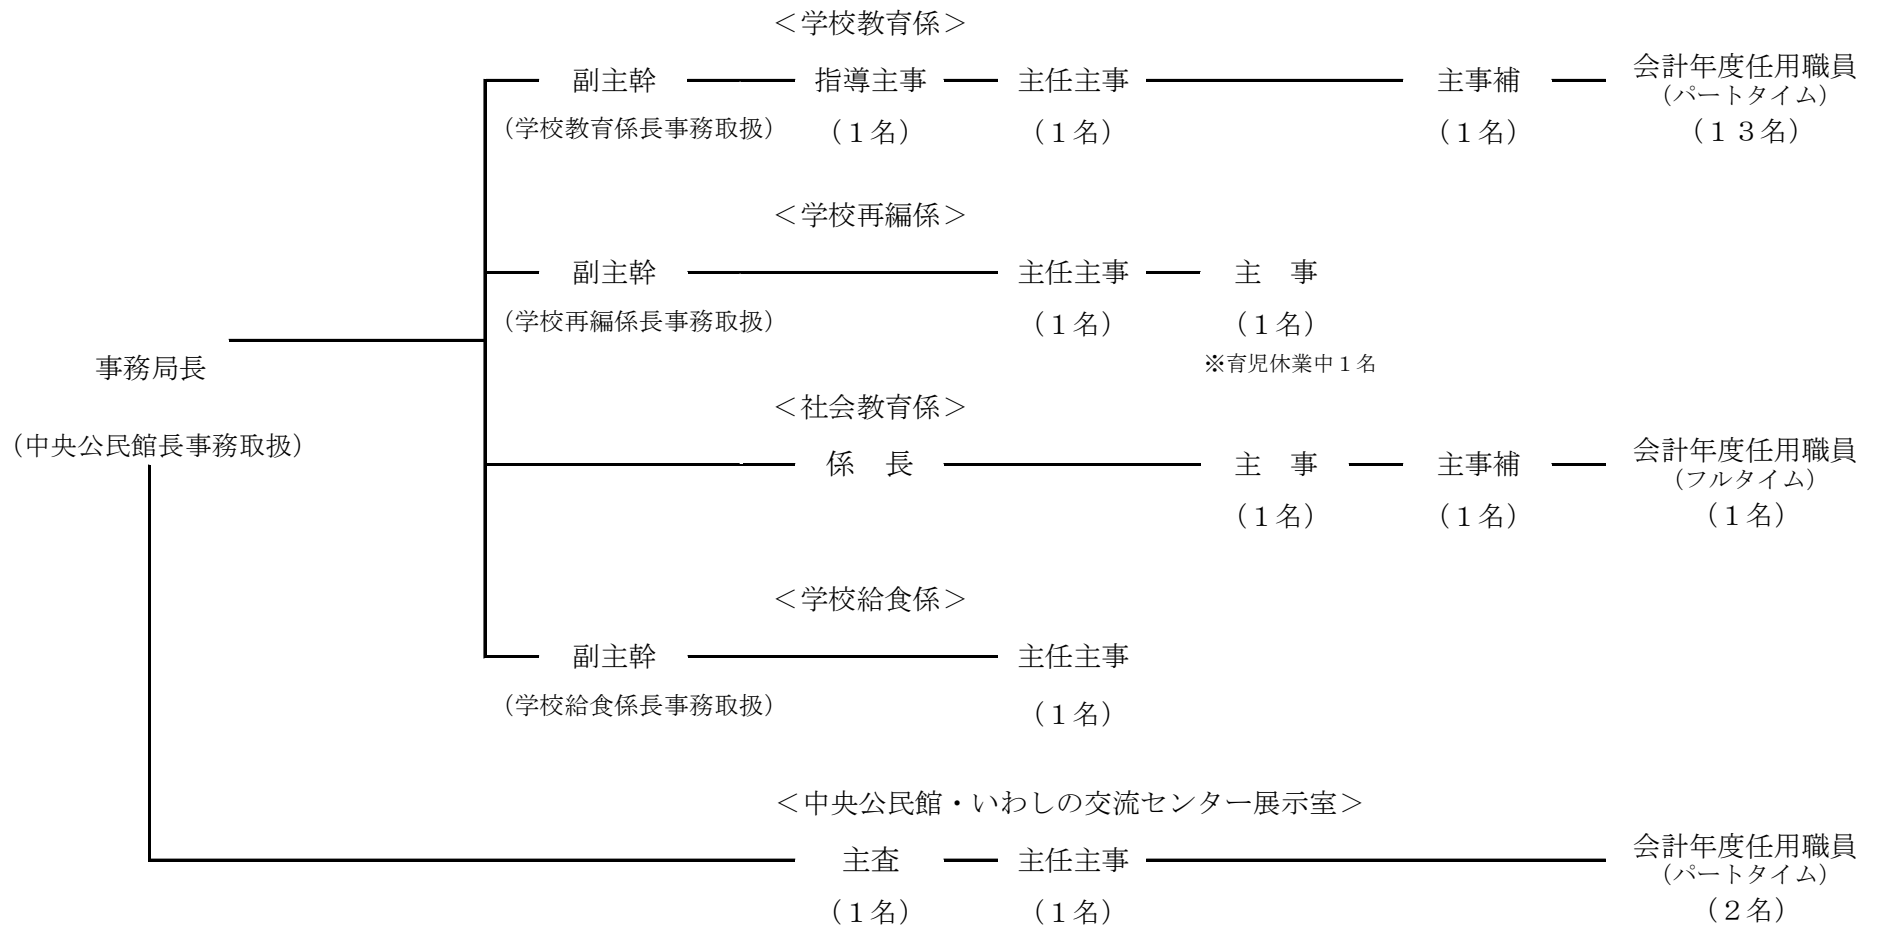 ＜学校教育係＞
副主幹 指導主事 主任主事 主事補 会計年度任用職員
（パートタイム）
（学校教育係長事務取扱） （１名） （１名） （１名） （１３名）
＜学校再編係＞
副主幹 主任主事 主　事
（学校再編係長事務取扱） （１名） （１名）
※育児休業中１名
事務局長
（中央公民館長事務取扱）
＜社会教育係＞
係　長 主　事 主事補 会計年度任用職員
（フルタイム）
（１名） （１名） （１名）
＜学校給食係＞
副主幹 主任主事
（学校給食係長事務取扱） （１名）
＜中央公民館・いわしの交流センター展示室＞
主査 主任主事 会計年度任用職員
（パートタイム）
（１名） （１名） （２名）